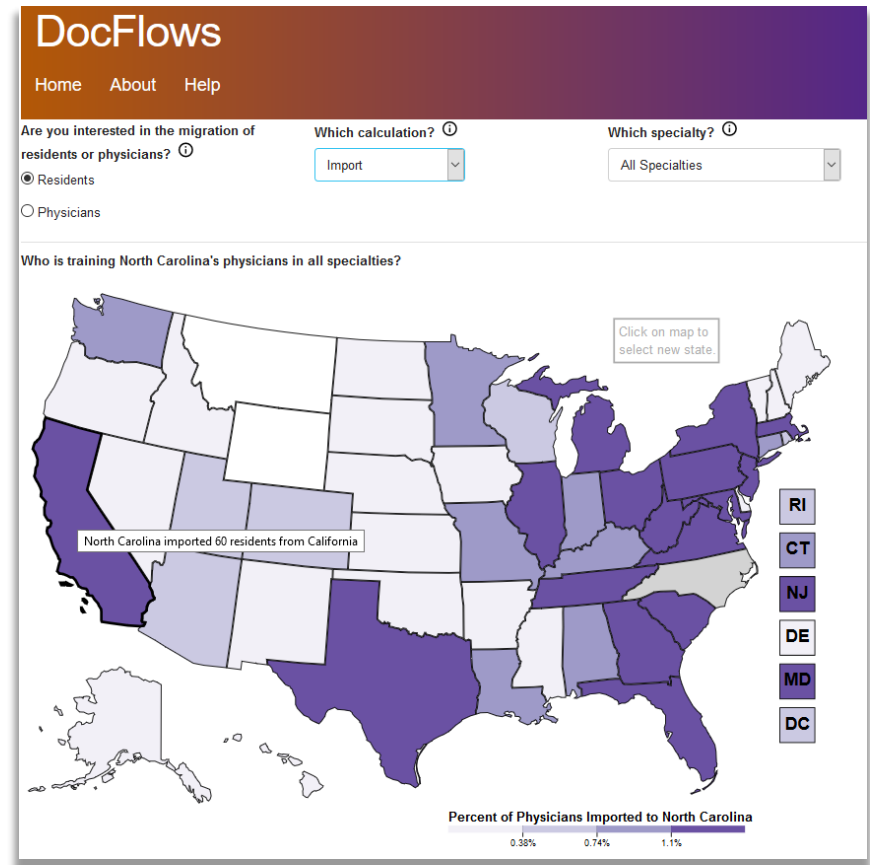 DocFlows
Home About Help
Are you interested in the migration of
residents or physicians?
Residents
Physicians
Which calculation?
Import
Which specialty?
All Specialties
Who is training North Carolina's physicians in all specialties?
Click on map to
select new state.
North Carolina imported 60 residents from California
RI
CT
NJ
DE
MD
DC
Percent of Physicians Imported to North Carolina
0.38% 0.74% 1.1%